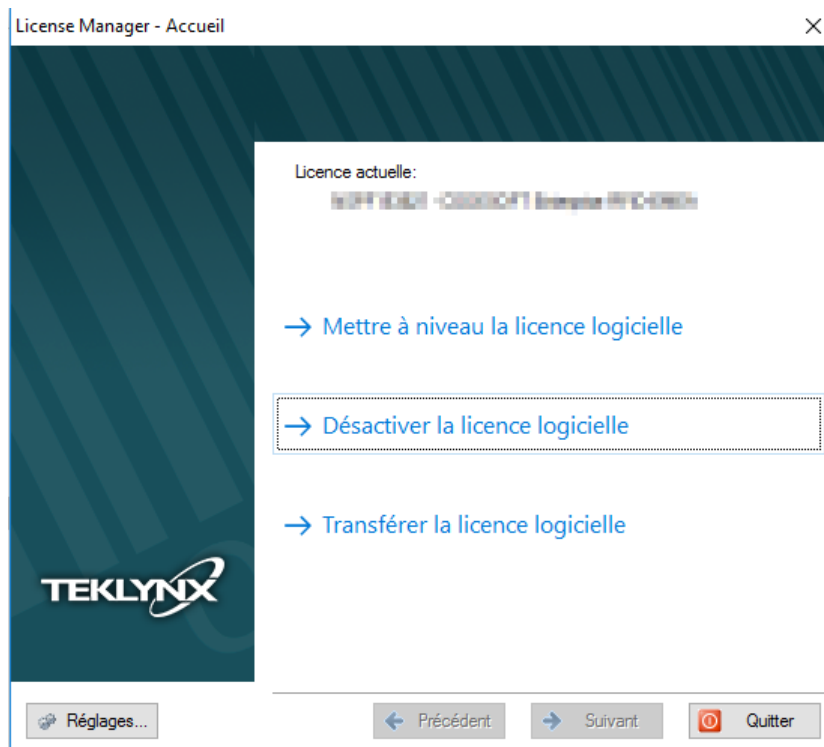 License Manager - Accueil
Licence actuelle:
→ Mettre à niveau la licence logicielle
→ Désactiver la licence logicielle
→ Transférer la licence logicielle
TEKLYNX
Réglages...
Précédent
Suivant
Quitter